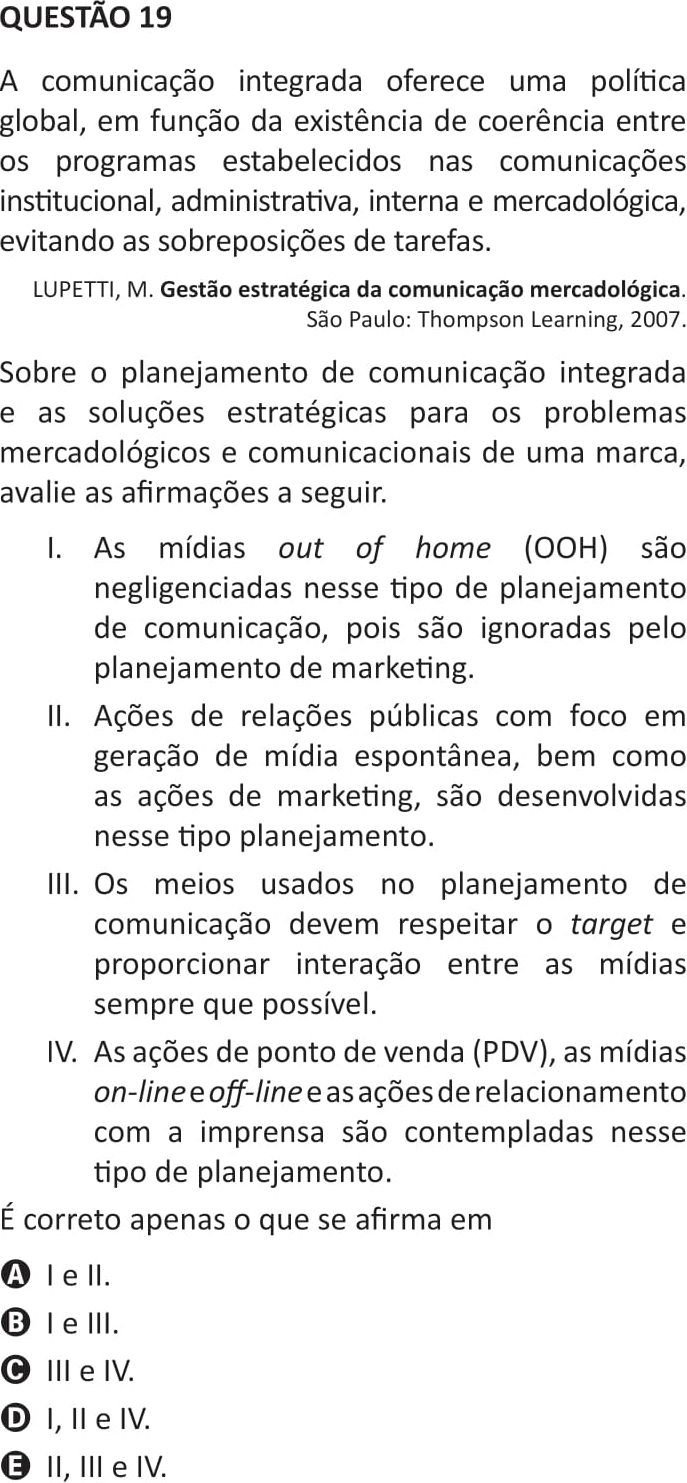 QUESTÃO 19
A comunicação integrada oferece uma política
global, em função da existência de coerência entre
os programas estabelecidos nas comunicações
institucional, administrativa, interna e mercadológica,
evitando as sobreposições de tarefas.
LUPETTI, M. Gestão estratégica da comunicação mercadológica.
São Paulo: Thompson Learning, 2007.
Sobre o planejamento de comunicação integrada
e as soluções estratégicas para os problemas
mercadológicos e comunicacionais de uma marca,
avalie as afirmações a seguir.
I. As mídias out of home (OOH) são
negligenciadas nesse tipo de planejamento
de comunicação, pois são ignoradas pelo
planejamento de marketing.
II. Ações de relações públicas com foco em
geração de mídia espontânea, bem como
as ações de marketing, são desenvolvidas
nesse tipo planejamento.
III. Os meios usados no planejamento de
comunicação devem respeitar o target e
proporcionar interação entre as mídias
sempre que possível.
IV. As ações de ponto de venda (PDV), as mídias
on-line e off-line e as ações de relacionamento
com a imprensa são contempladas nesse
tipo de planejamento.
É correto apenas o que se afirma em
A I e II.
B I e III.
C III e IV.
D I, II e IV.
E II, III e IV.